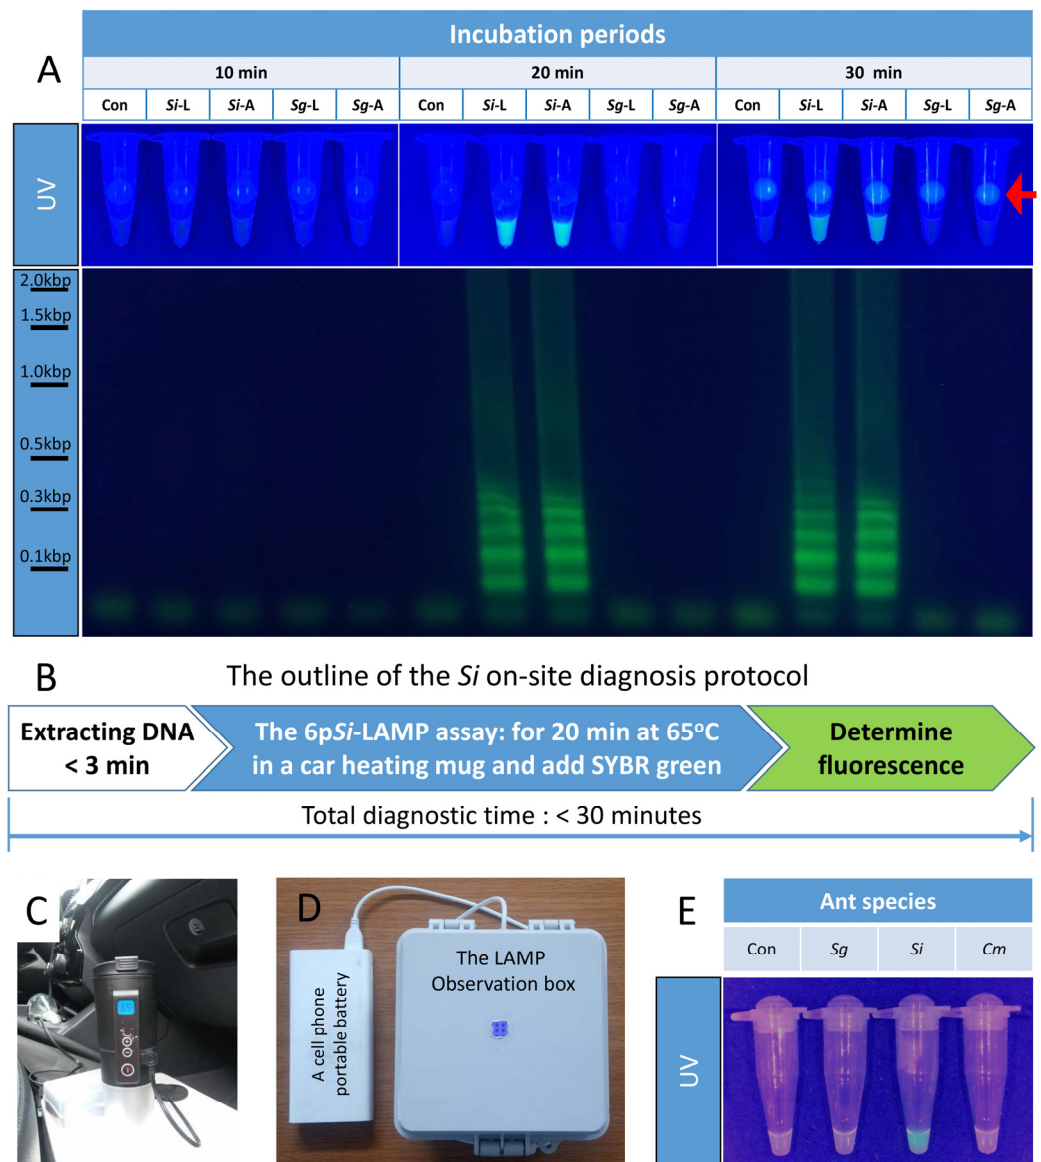 A
Incubation periods
10 min 20 min 30 min
Con Si-L Si-A Sg-L Sg-A Con Si-L Si-A Sg-L Sg-A Con Si-L Si-A Sg-L Sg-A
UV
2.0kbp
1.5kbp
1.0kbp
0.5kbp
0.3kbp
0.1kbp
B
The outline of the Si on-site diagnosis protocol
Extracting DNA
< 3 min
The 6pSi-LAMP assay: for 20 min at 65°C
in a car heating mug and add SYBR green
Determine
fluorescence
Total diagnostic time : < 30 minutes
C
D
A cell phone
portable battery
The LAMP
Observation box
E
Ant species
Con Sg Si Cm
UV